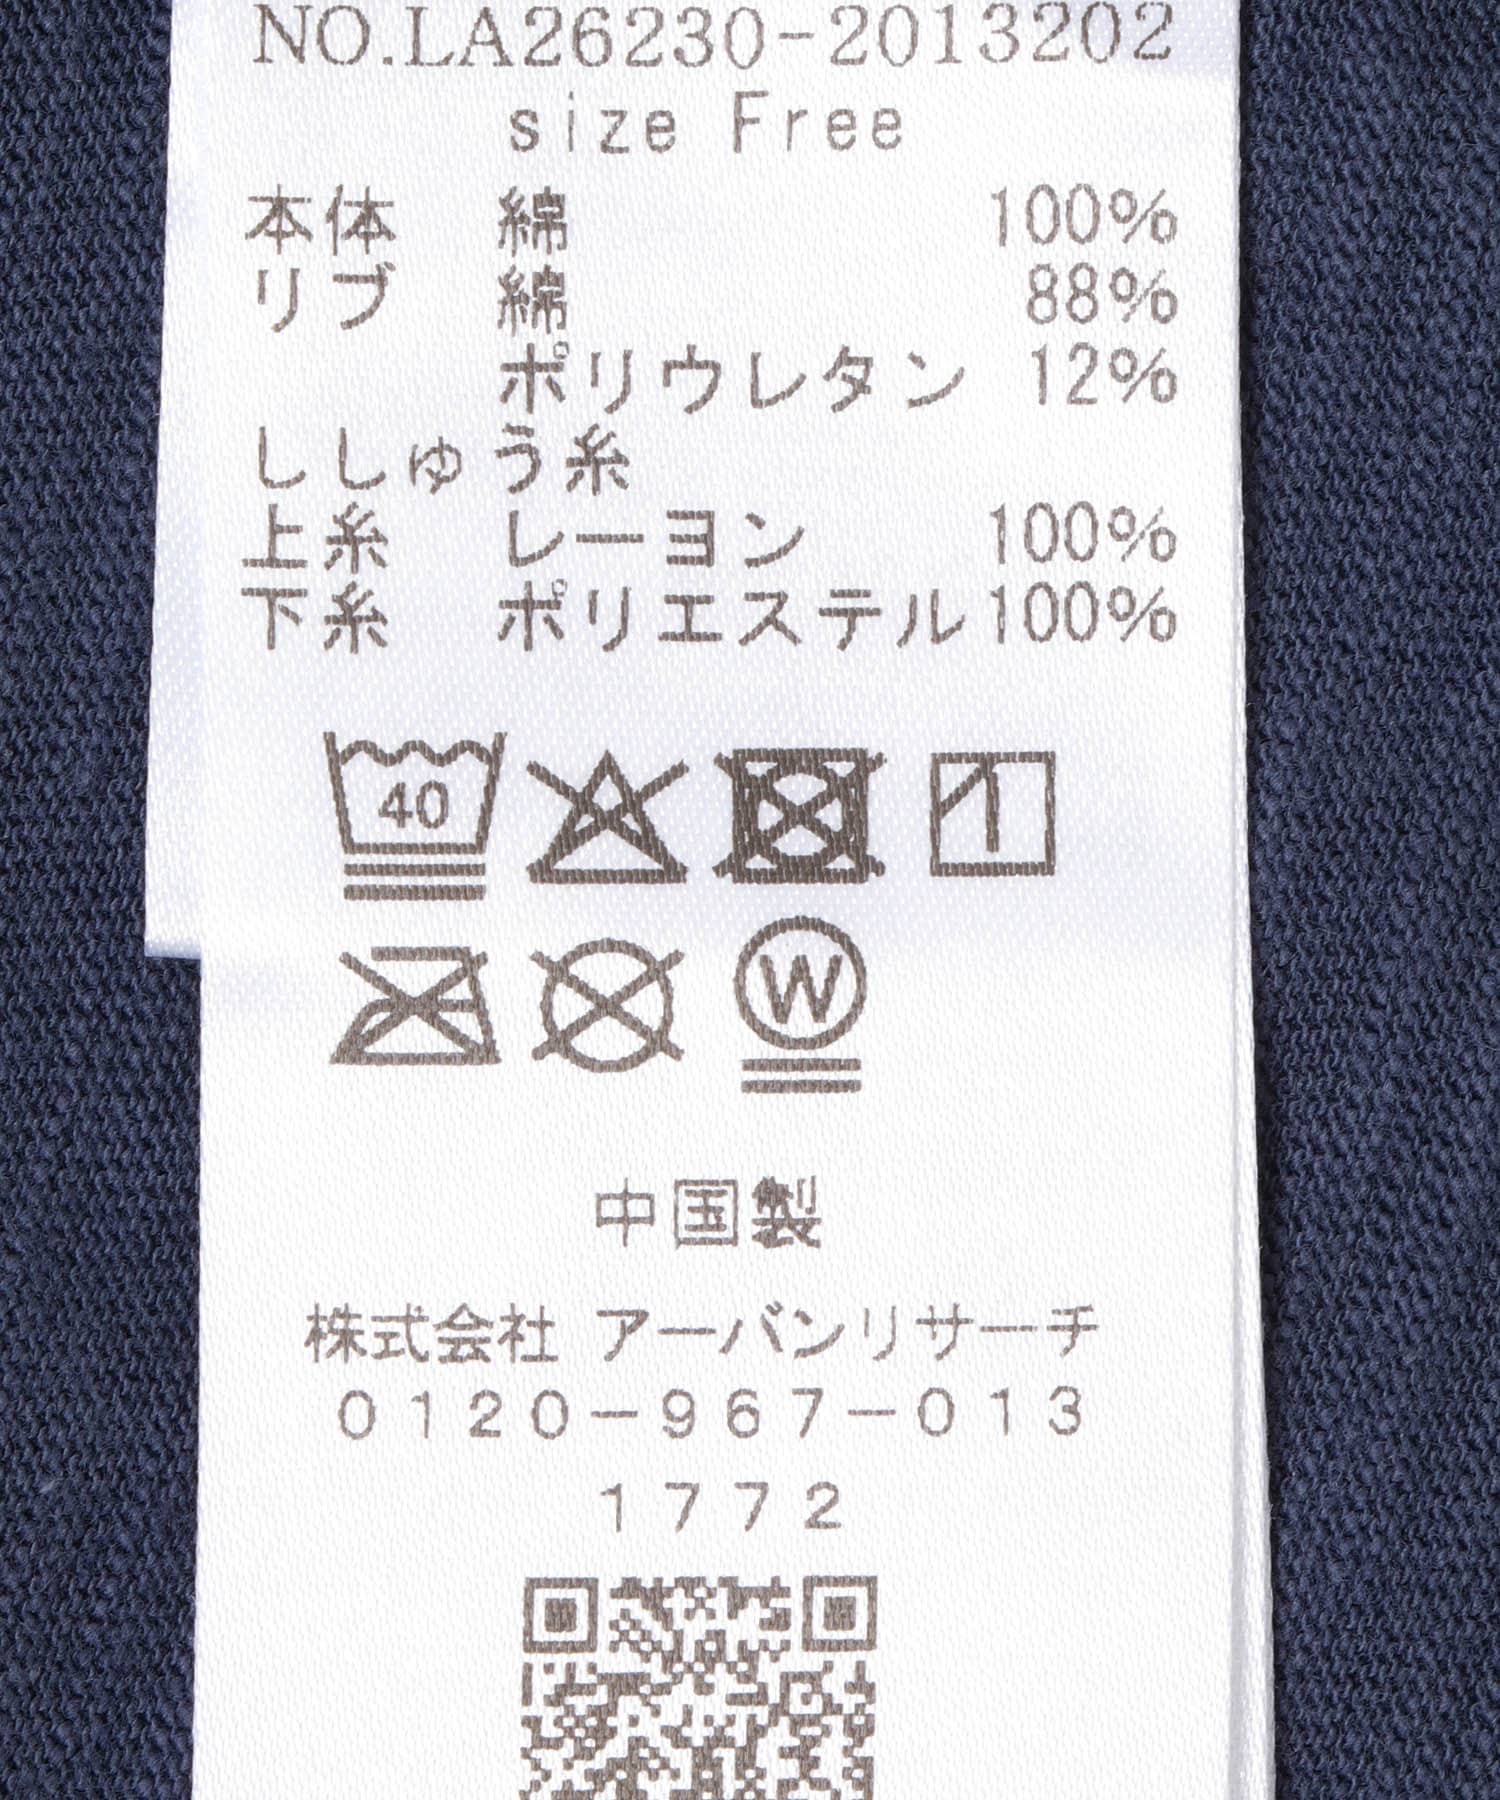 NO.LA26230-2013202
size Free
本体 綿 100%
リブ 綿 88%
ポリウレタン 12%
ししゅう糸
上糸 レーヨン 100%
下糸 ポリエステル100%
40
W
中国製
株式会社 アーバンリサーチ
0120-967-013
1772